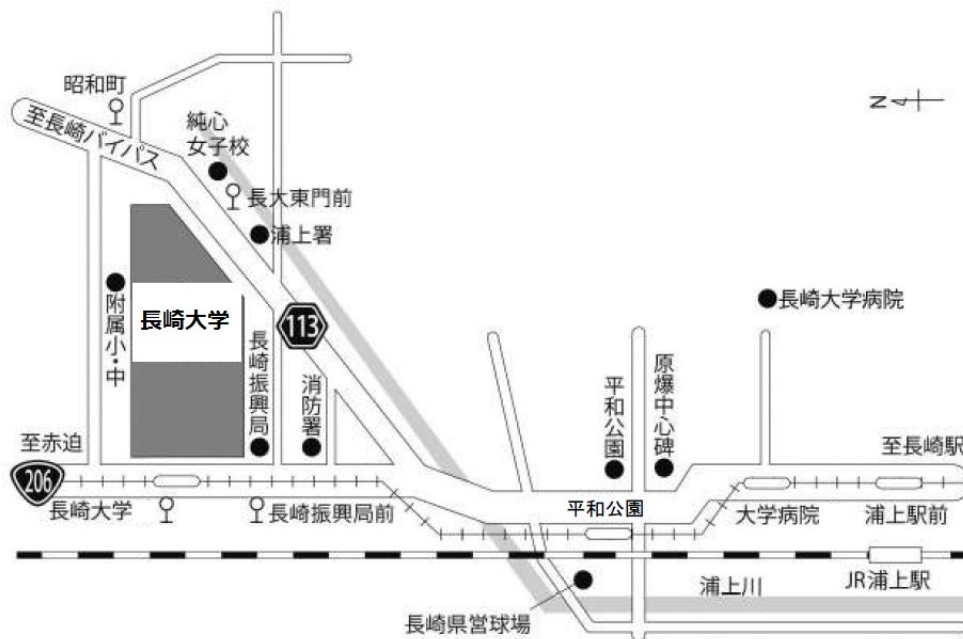 昭和町
至長崎バイパス
純心
女子校
N
長大東門前
浦上署
長崎大学病院
附属小・中
長崎大学
113
長崎振興局
消防署
平和公園
原爆中心碑
至赤迫
至長崎駅
206
長崎大学
長崎振興局前
平和公園
大学病院
浦上駅前
浦上川
JR浦上駅
長崎県営球場